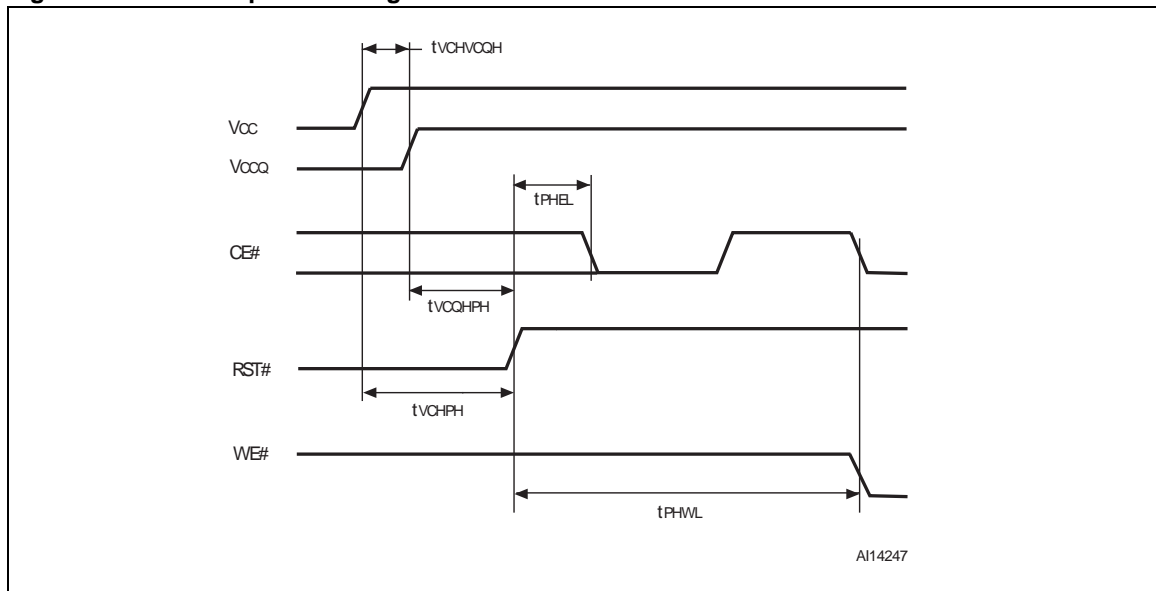 tVCHVCQH
VCC
VCCQ
tPHEL
CE#
tVCQHPH
RST#
tVCHPH
WE#
tPHWL
AI14247